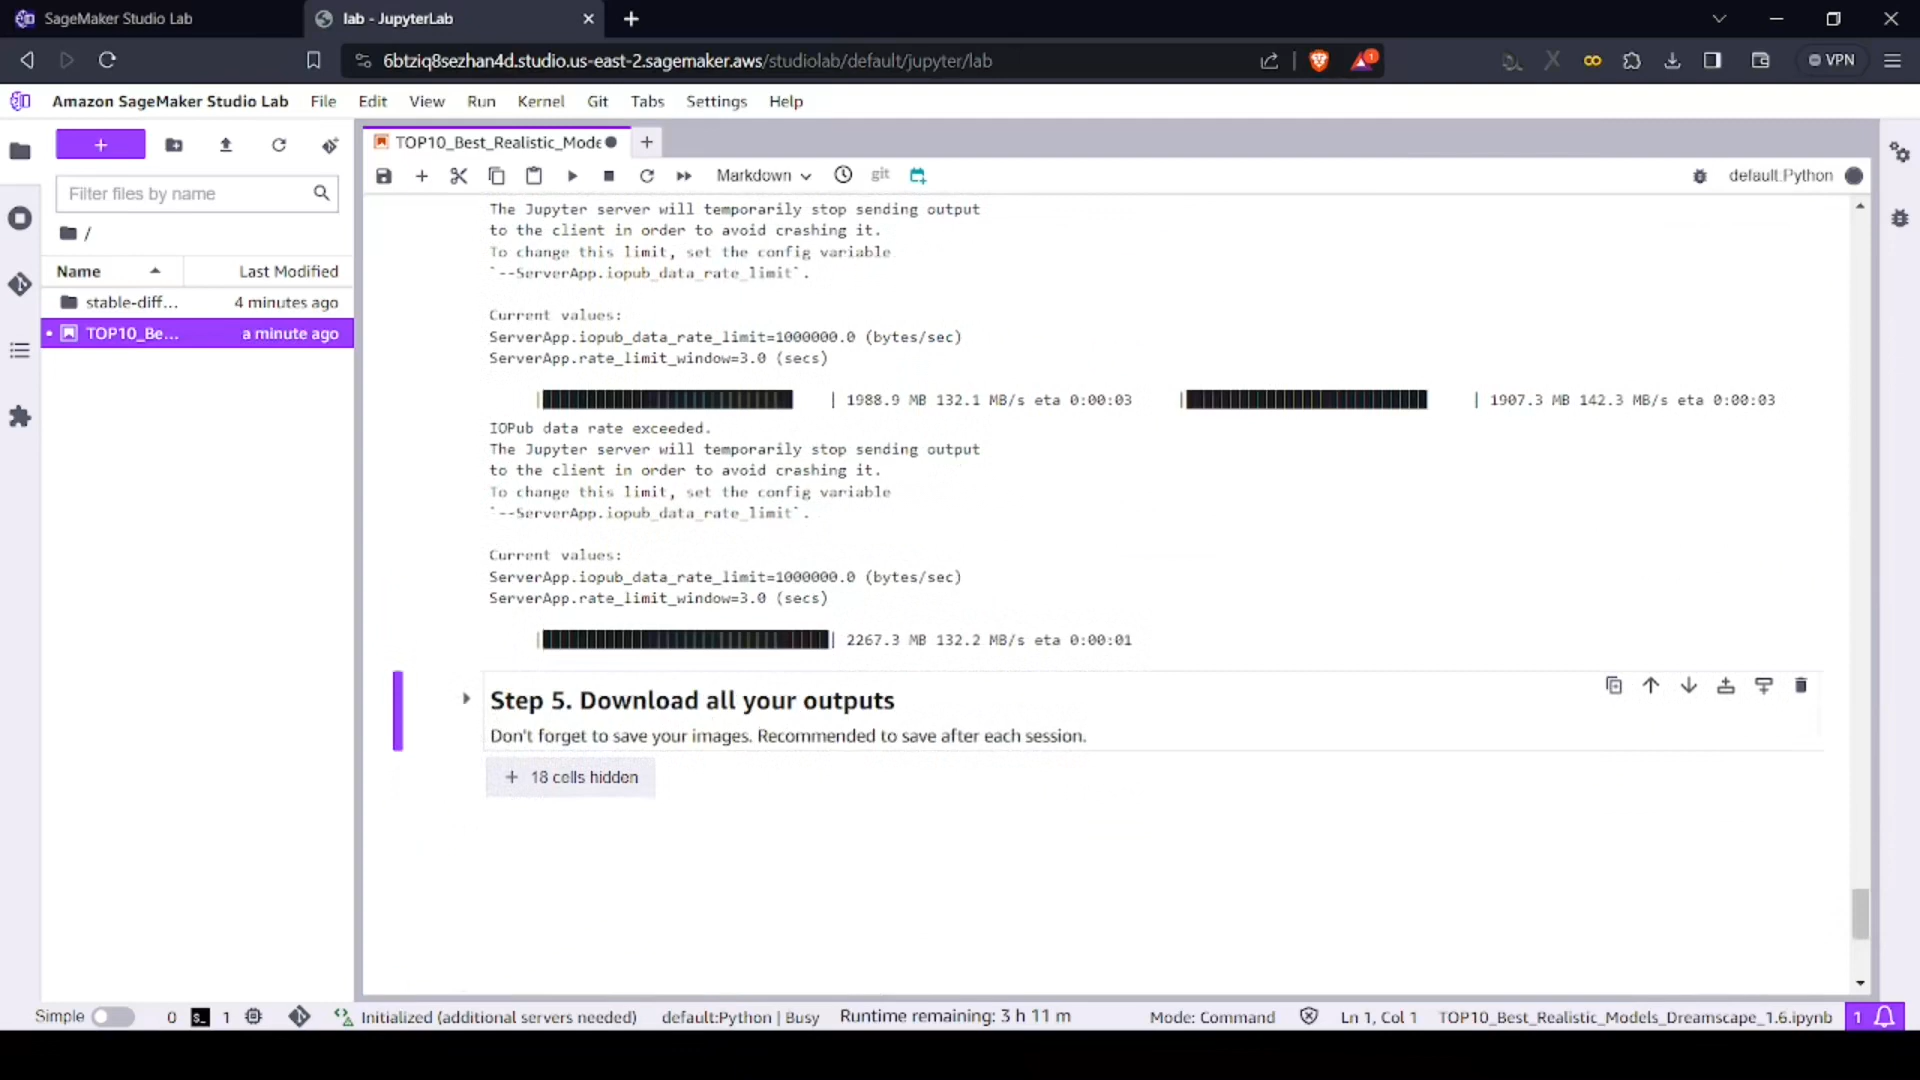 SageMaker Studio Lab
lab - JupyterLab
6btziq8sezhan4d.studio.us-east-2.sagemaker.aws/studiolab/default/jupyter/lab
1
VPN
Amazon SageMaker Studio Lab File Edit View Run Kernel Git Tabs Settings Help
TOP10_Best_Realistic_Mode
Filter files by name
Markdown
git
default:Python
/
Name Last Modified
stable-diff... 4 minutes ago
TOP10_Be... a minute ago
The Jupyter server will temporarily stop sending output
to the client in order to avoid crashing it.
To change this limit, set the config variable
`--ServerApp.iopub_data_rate_limit`.
Current values:
ServerApp.iopub_data_rate_limit=1000000.0 (bytes/sec)
ServerApp.rate_limit_window=3.0 (secs)
| | 1988.9 MB 132.1 MB/s eta 0:00:03 | | 1907.3 MB 142.3 MB/s eta 0:00:03
IOPub data rate exceeded.
The Jupyter server will temporarily stop sending output
to the client in order to avoid crashing it.
To change this limit, set the config variable
`--ServerApp.iopub_data_rate_limit`.
Current values:
ServerApp.iopub_data_rate_limit=1000000.0 (bytes/sec)
ServerApp.rate_limit_window=3.0 (secs)
| | 2267.3 MB 132.2 MB/s eta 0:00:01
Step 5. Download all your outputs
Don't forget to save your images. Recommended to save after each session.
+ 18 cells hidden
Simple 0 1 Initialized (additional servers needed) default:Python | Busy Runtime remaining: 3 h 11 m Mode: Command Ln 1, Col 1 TOP10_Best_Realistic_Models_Dreamscape_1.6.ipynb 1